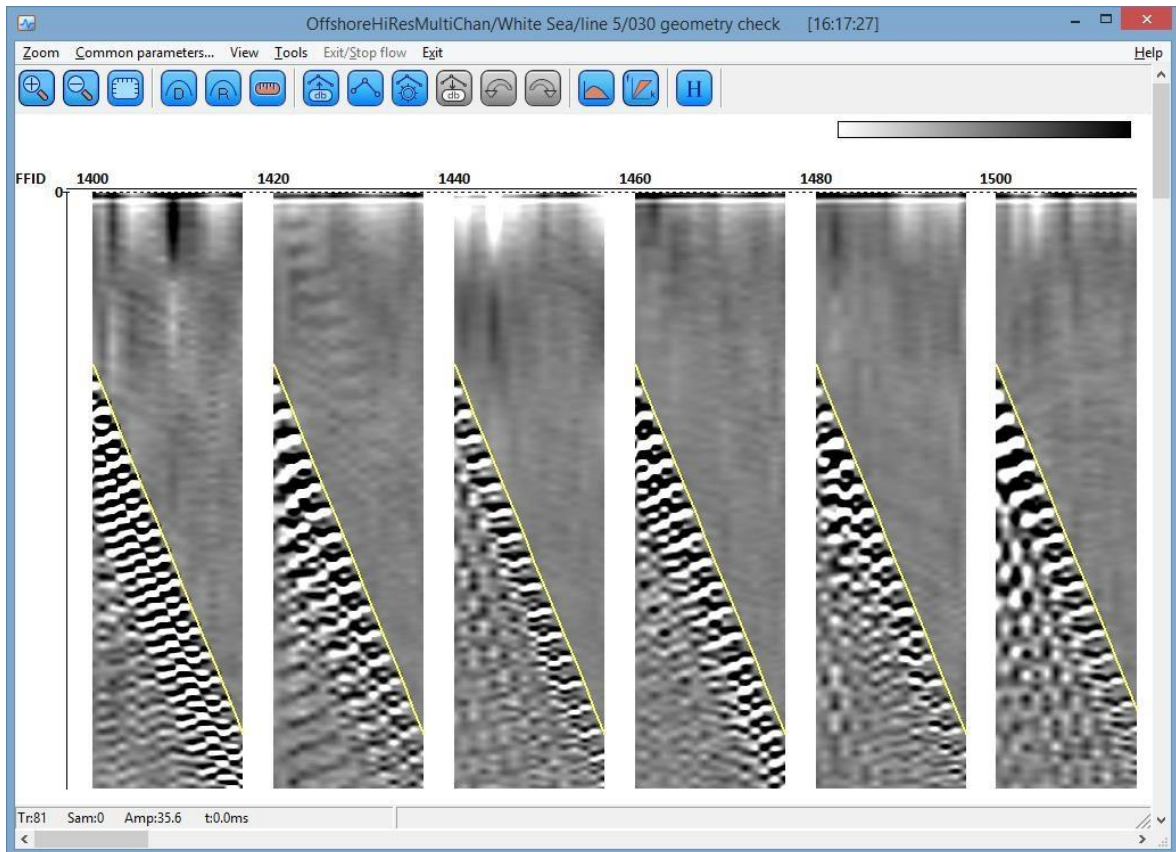 OffshoreHiResMultiChan/White Sea/line 5/030 geometry check [16:17:27]
Zoom Common parameters... View Tools Exit/Stop flow Exit Help
D R db db f k H
FFID 1400 1420 1440 1460 1480 1500
0
Tr:81 Sam:0 Amp:35.6 t:0.0ms